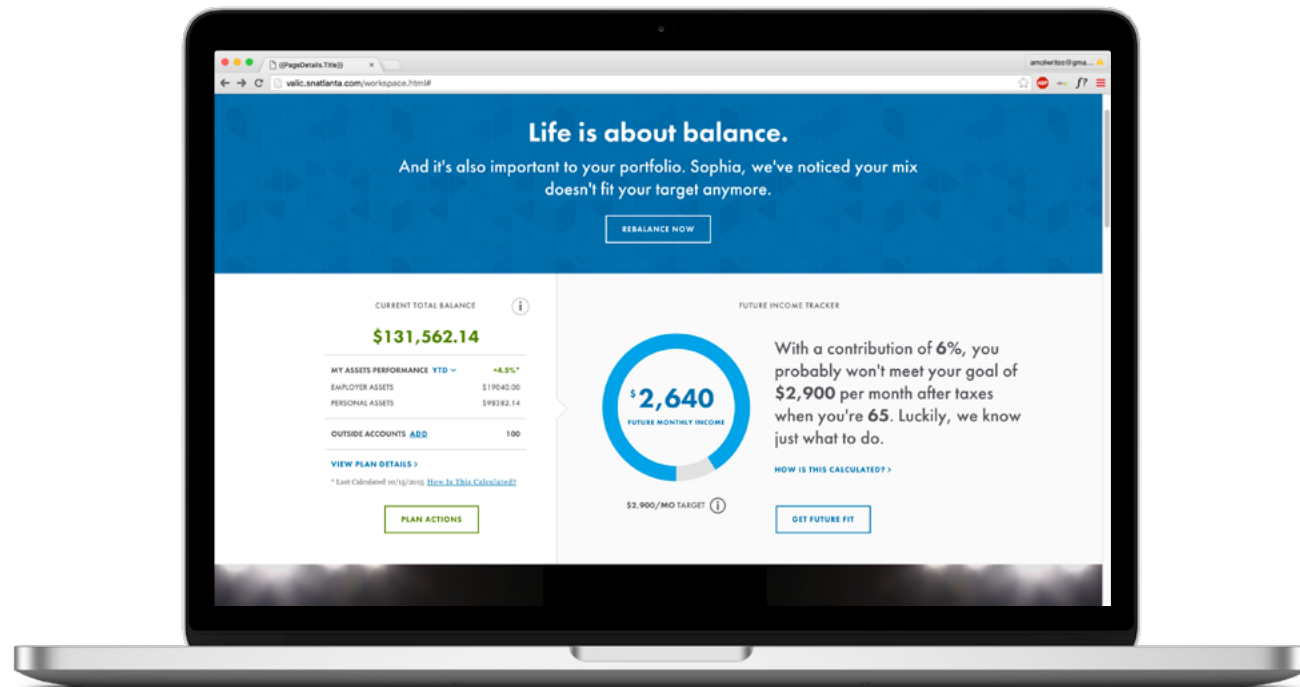 {{PageDetails.Title}}
amolwrites@gma...
valic.snatlanta.com/workspace.html#
ABP
f?
Life is about balance.
And it's also important to your portfolio. Sophia, we've noticed your mix
doesn't fit your target anymore.
REBALANCE NOW
CURRENT TOTAL BALANCE
$131,562.14
MY ASSETS PERFORMANCE YTD +4.5%*
EMPLOYER ASSETS $19040.00
PERSONAL ASSETS $98382.14
OUTSIDE ACCOUNTS ADD 100
VIEW PLAN DETAILS >
* Last Calculated 10/15/2015 How Is This Calculated?
PLAN ACTIONS
FUTURE INCOME TRACKER
$2,640
FUTURE MONTHLY INCOME
$2,900/MO TARGET
With a contribution of 6%, you
probably won't meet your goal of
$2,900 per month after taxes
when you're 65. Luckily, we know
just what to do.
HOW IS THIS CALCULATED? >
GET FUTURE FIT